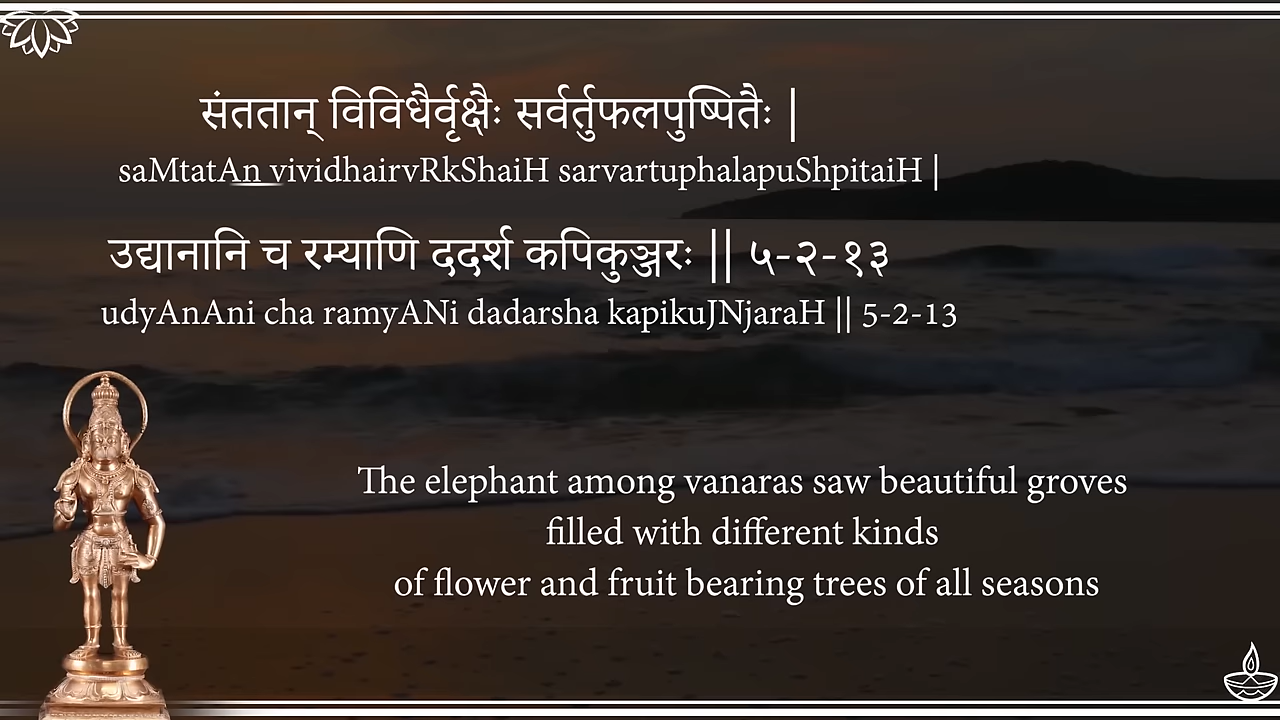 संततान् विविधैर्वृक्षैः सर्वर्तुफलपुष्पितैः |
saMtatAn vividhairvRkShaiH sarvartuphalapuShpitaiH |
उद्यानानि च रम्याणि ददर्श कपिकुञ्जरः || ५-२-१३
udyAnAni cha ramyANi dadarsha kapikuJNjaraH || 5-2-13
The elephant among vanaras saw beautiful groves
filled with different kinds
of flower and fruit bearing trees of all seasons